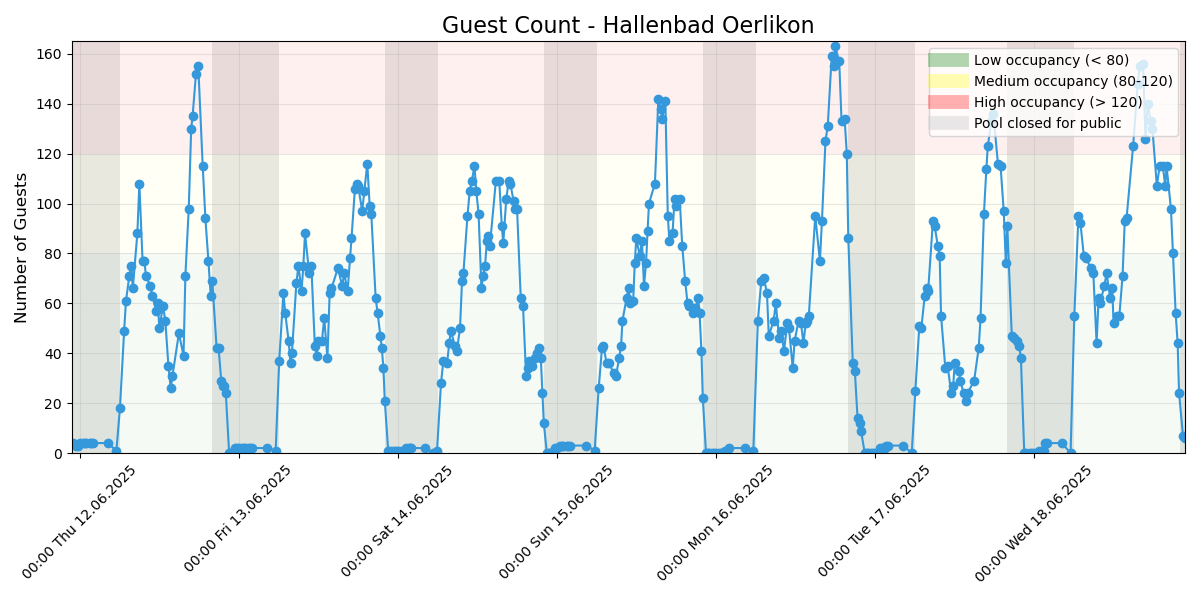 Guest Count - Hallenbad Oerlikon
Number of Guests
160
140
120
100
80
60
40
20
0
Low occupancy (< 80)
Medium occupancy (80-120)
High occupancy (> 120)
Pool closed for public
00:00 Thu 12.06.2025
00:00 Fri 13.06.2025
00:00 Sat 14.06.2025
00:00 Sun 15.06.2025
00:00 Mon 16.06.2025
00:00 Tue 17.06.2025
00:00 Wed 18.06.2025